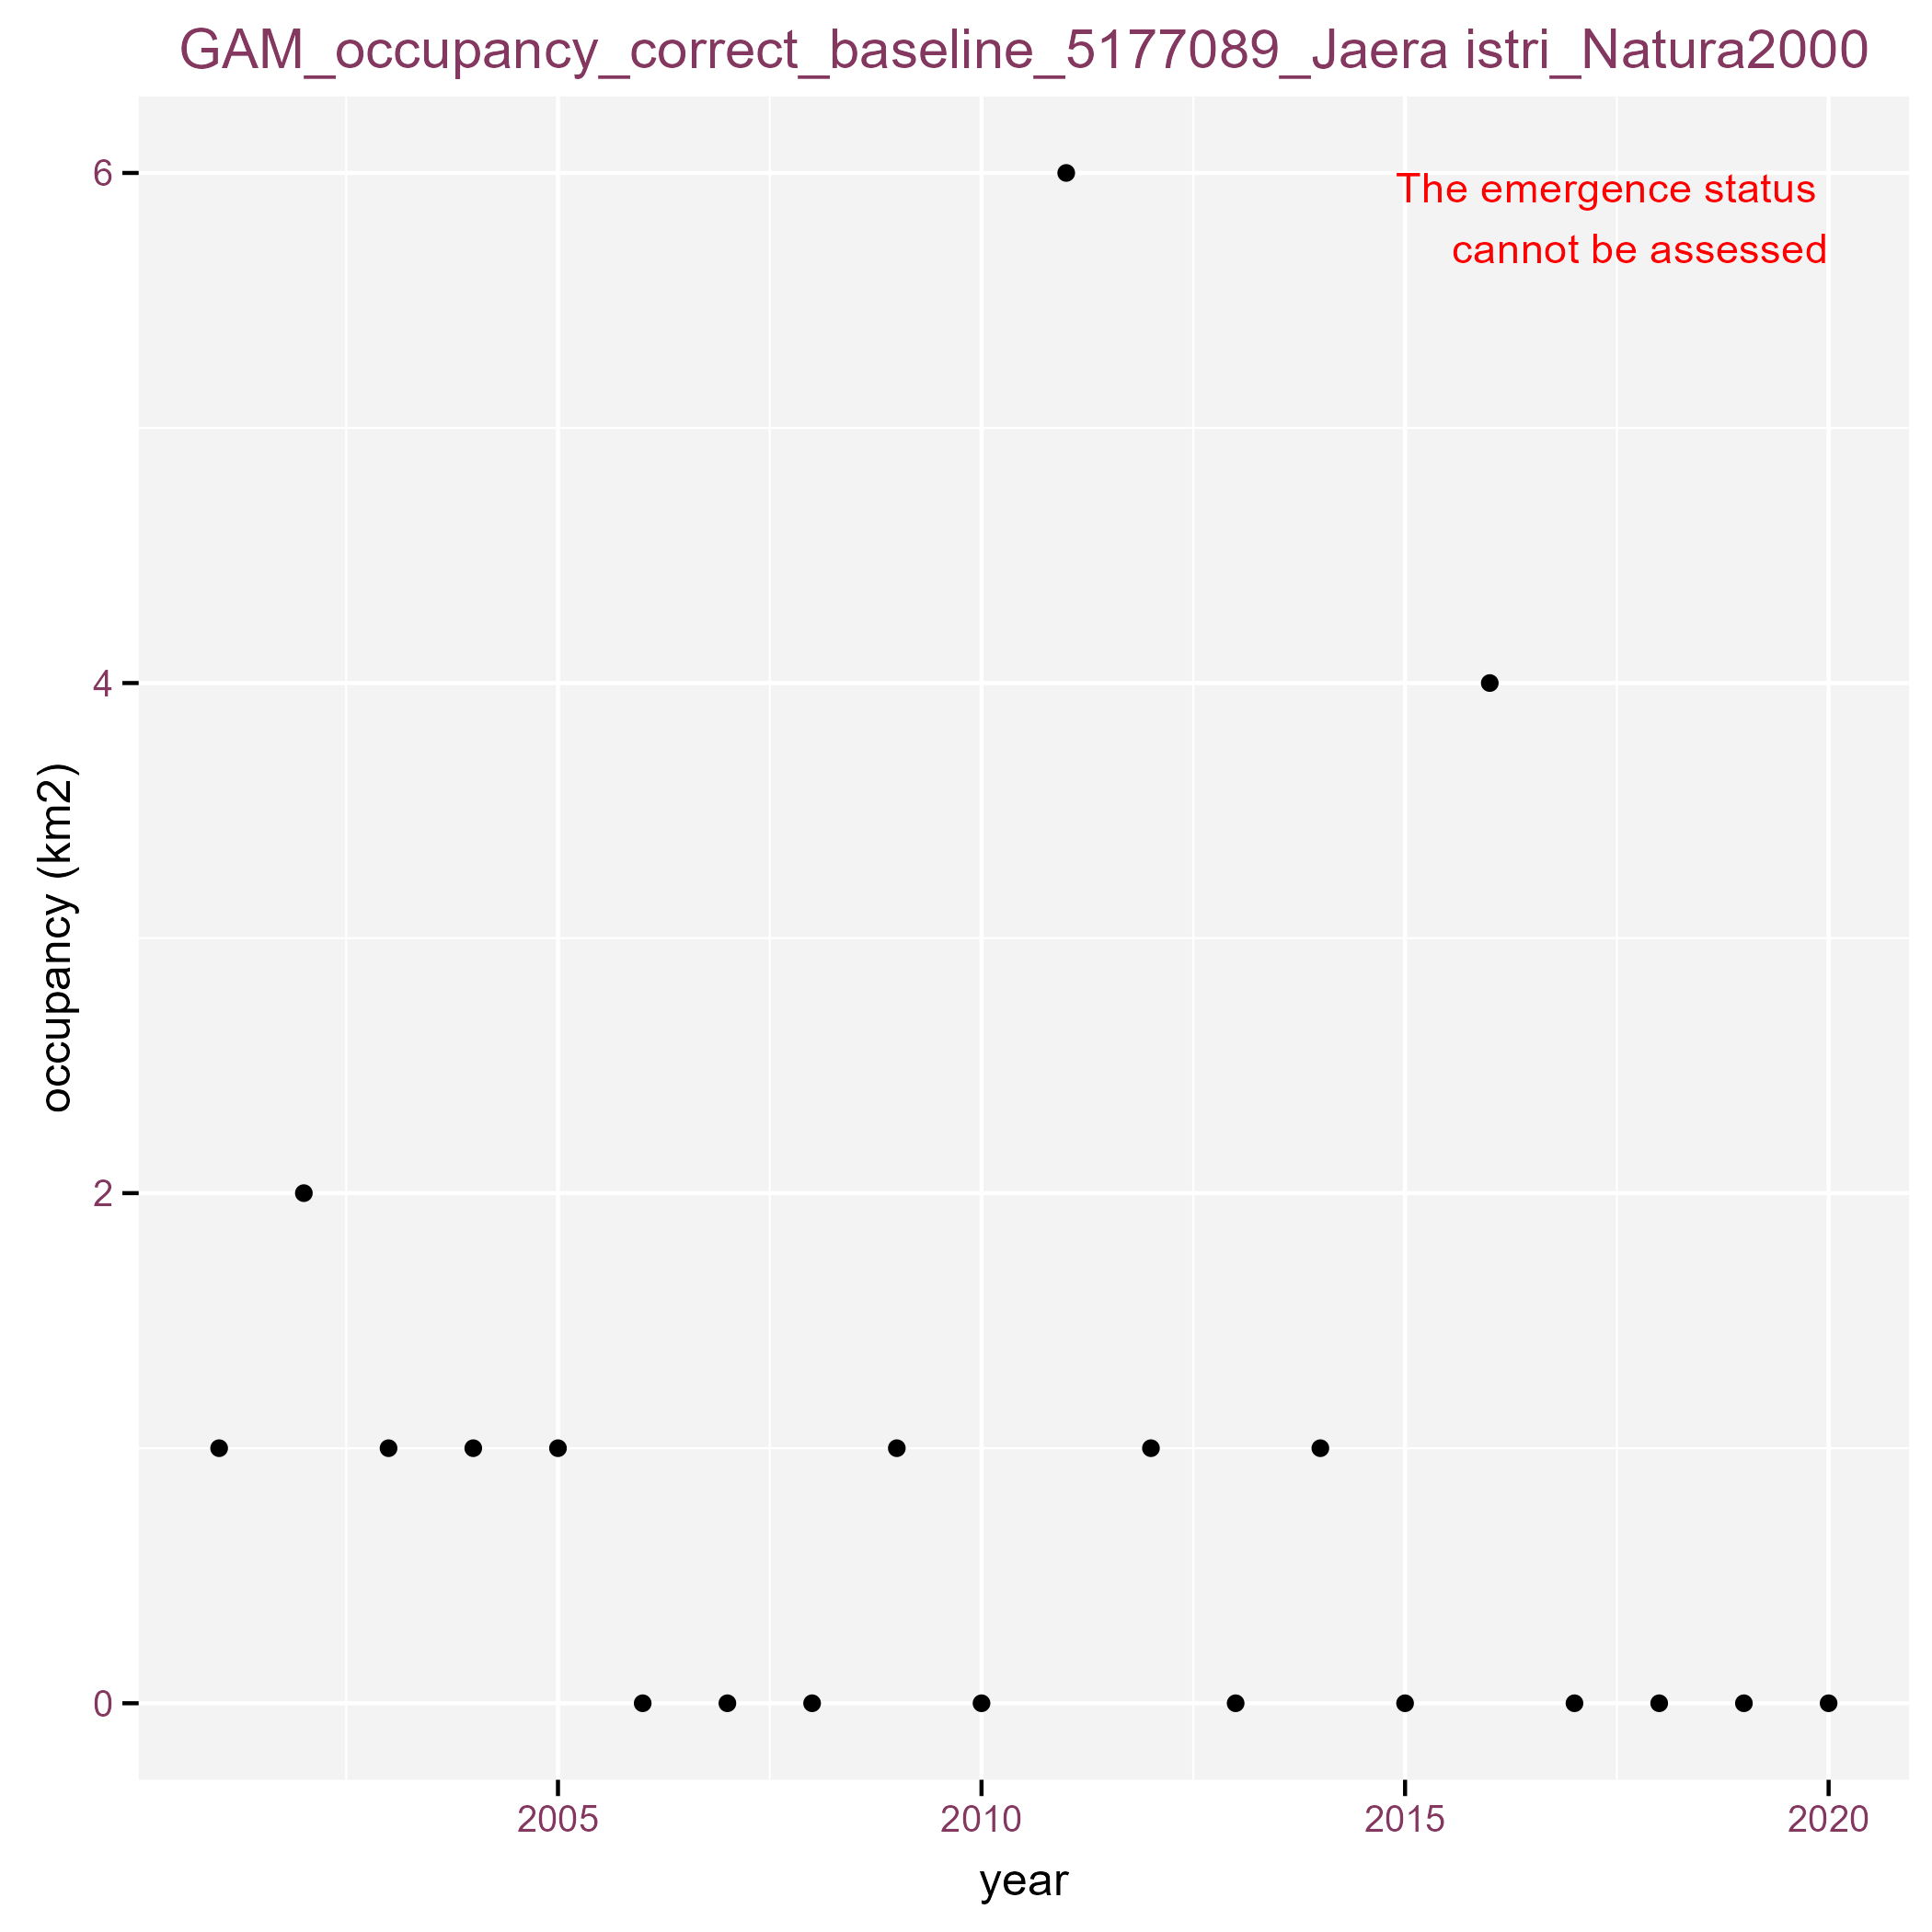 GAM_occupancy_correct_baseline_5177089_Jaera istri_Natura2000
The emergence status
cannot be assessed
6
4
2
0
occupancy (km2)
2005
2010
2015
2020
year